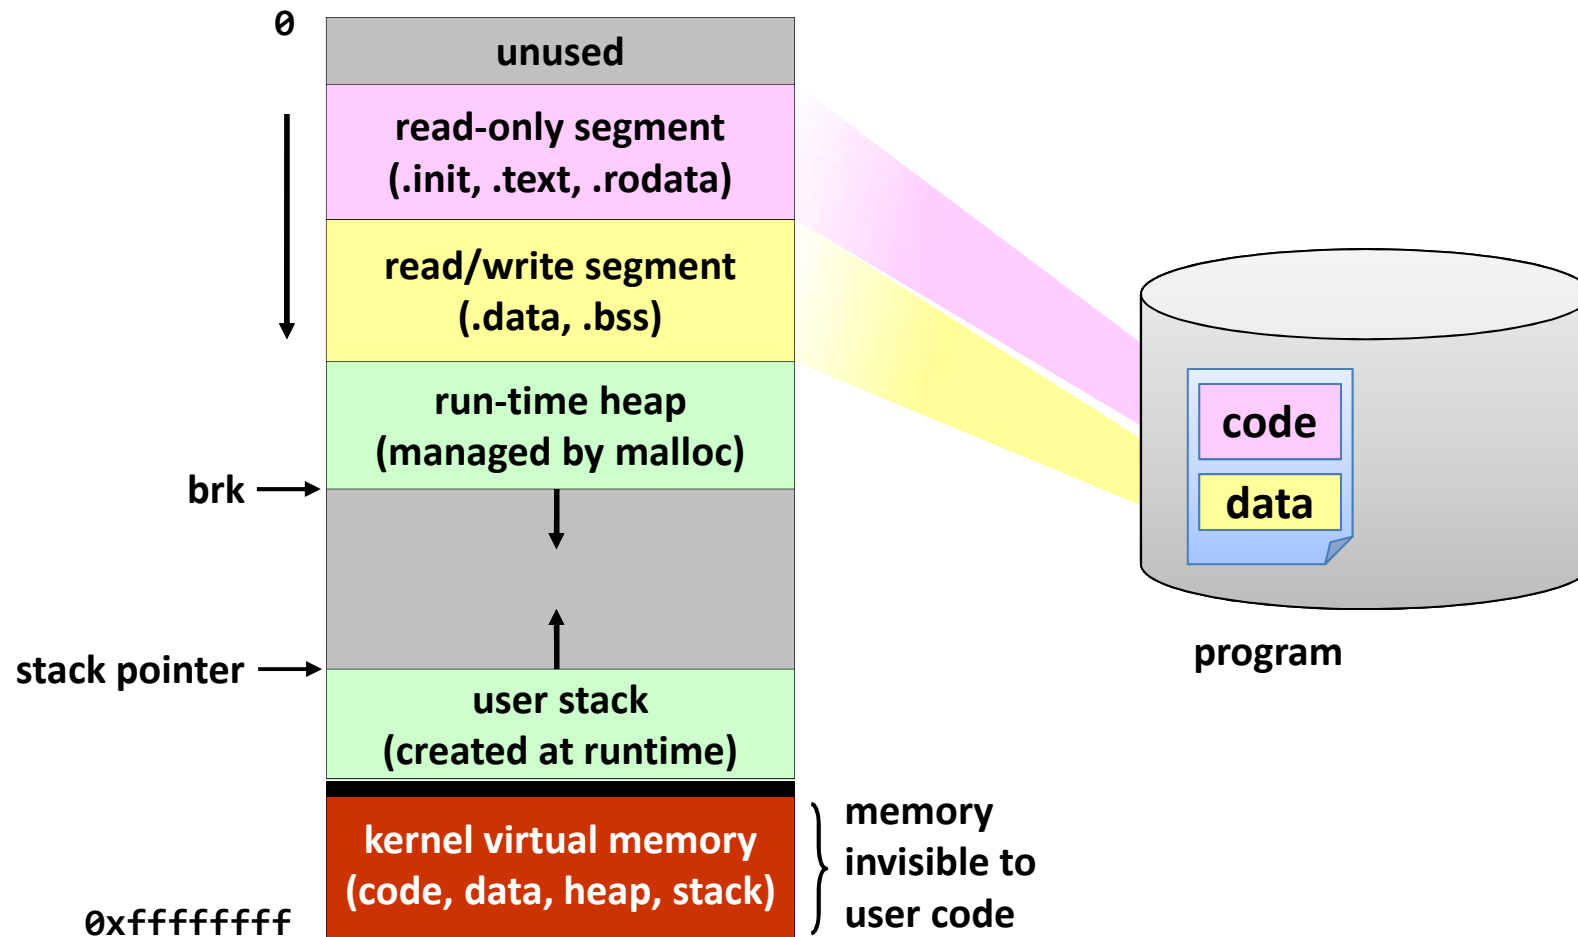 0
unused
read-only segment
(.init, .text, .rodata)
read/write segment
(.data, .bss)
run-time heap
(managed by malloc)
brk
stack pointer
user stack
(created at runtime)
kernel virtual memory
(code, data, heap, stack)
0xffffffff
memory
invisible to
user code
code
data
program